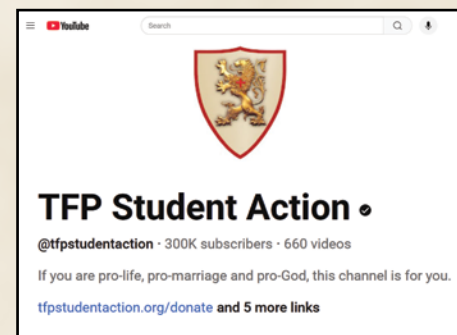 YouTube
Search
TFP Student Action
@tfpstudentaction · 300K subscribers · 660 videos
If you are pro-life, pro-marriage and pro-God, this channel is for you.
tfpstudentaction.org/donate and 5 more links